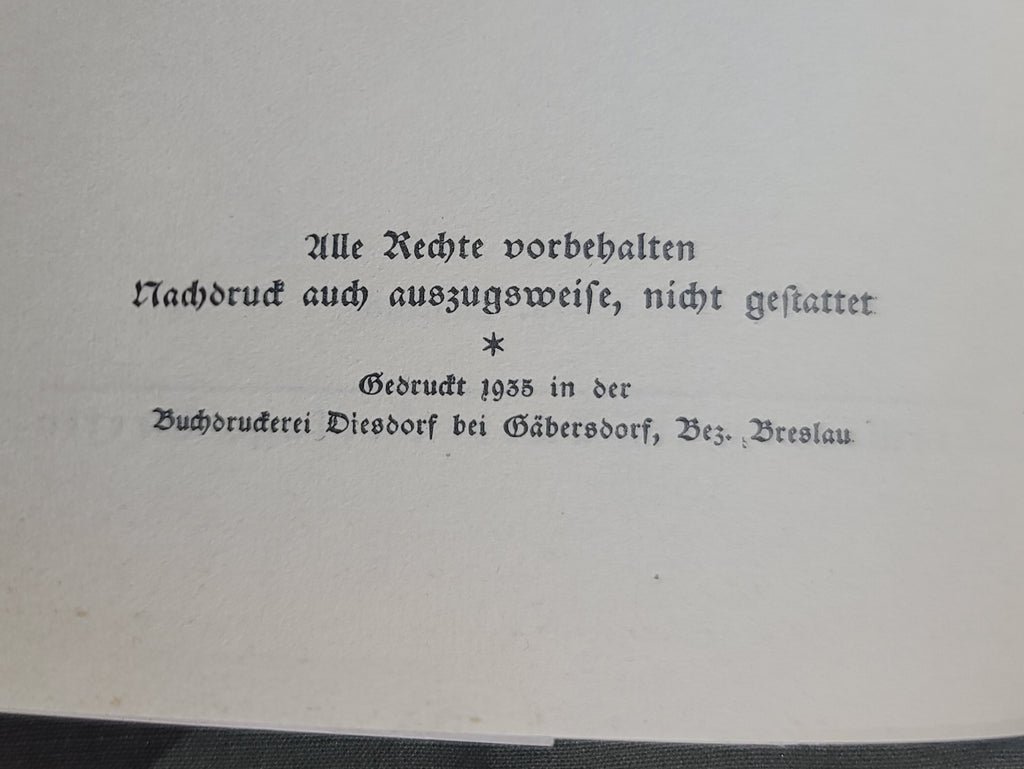 Alle Rechte vorbehalten
Nachdruck auch auszugsweiſe, nicht geſtattet
*
Gedruckt 1935 in der
Buchdruckerei Diesdorf bei Gäbersdorf, Bez. Breslau